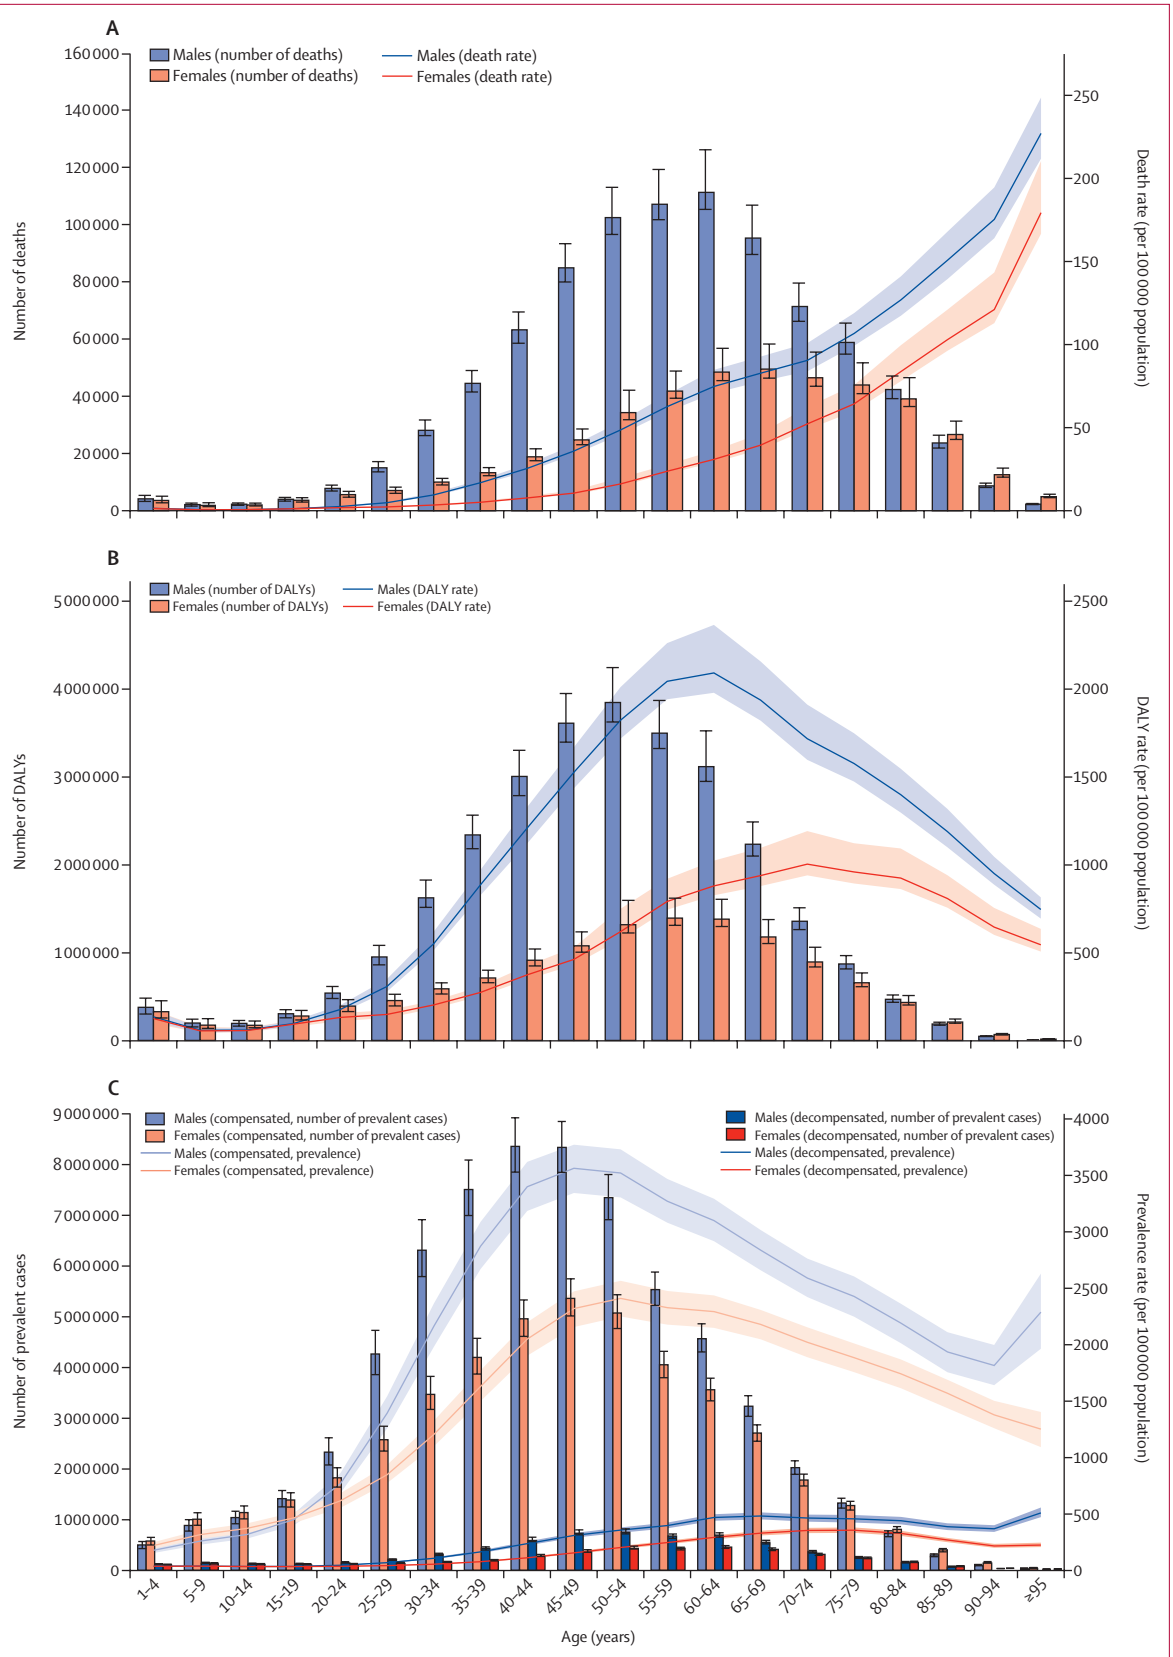 A
Males (number of deaths)
Females (number of deaths)
Males (death rate)
Females (death rate)
160 000
140 000
120 000
100 000
80 000
60 000
40 000
20 000
0
Number of deaths
250
200
150
100
50
0
Death rate (per 100 000 population)
B
Males (number of DALYs)
Females (number of DALYs)
Males (DALY rate)
Females (DALY rate)
5 000 000
4 000 000
3 000 000
2 000 000
1 000 000
0
Number of DALYs
2500
2000
1500
1000
500
0
DALY rate (per 100 000 population)
C
Males (compensated, number of prevalent cases)
Females (compensated, number of prevalent cases)
Males (compensated, prevalence)
Females (compensated, prevalence)
Males (decompensated, number of prevalent cases)
Females (decompensated, number of prevalent cases)
Males (decompensated, prevalence)
Females (decompensated, prevalence)
9 000 000
8 000 000
7 000 000
6 000 000
5 000 000
4 000 000
3 000 000
2 000 000
1 000 000
0
Number of prevalent cases
4000
3500
3000
2500
2000
1500
1000
500
0
Prevalence rate (per 100 000 population)
1–4
5–9
10–14
15–19
20–24
25–29
30–34
35–39
40–44
45–49
50–54
55–59
60–64
65–69
70–74
75–79
80–84
85–89
90–94
≥95
Age (years)